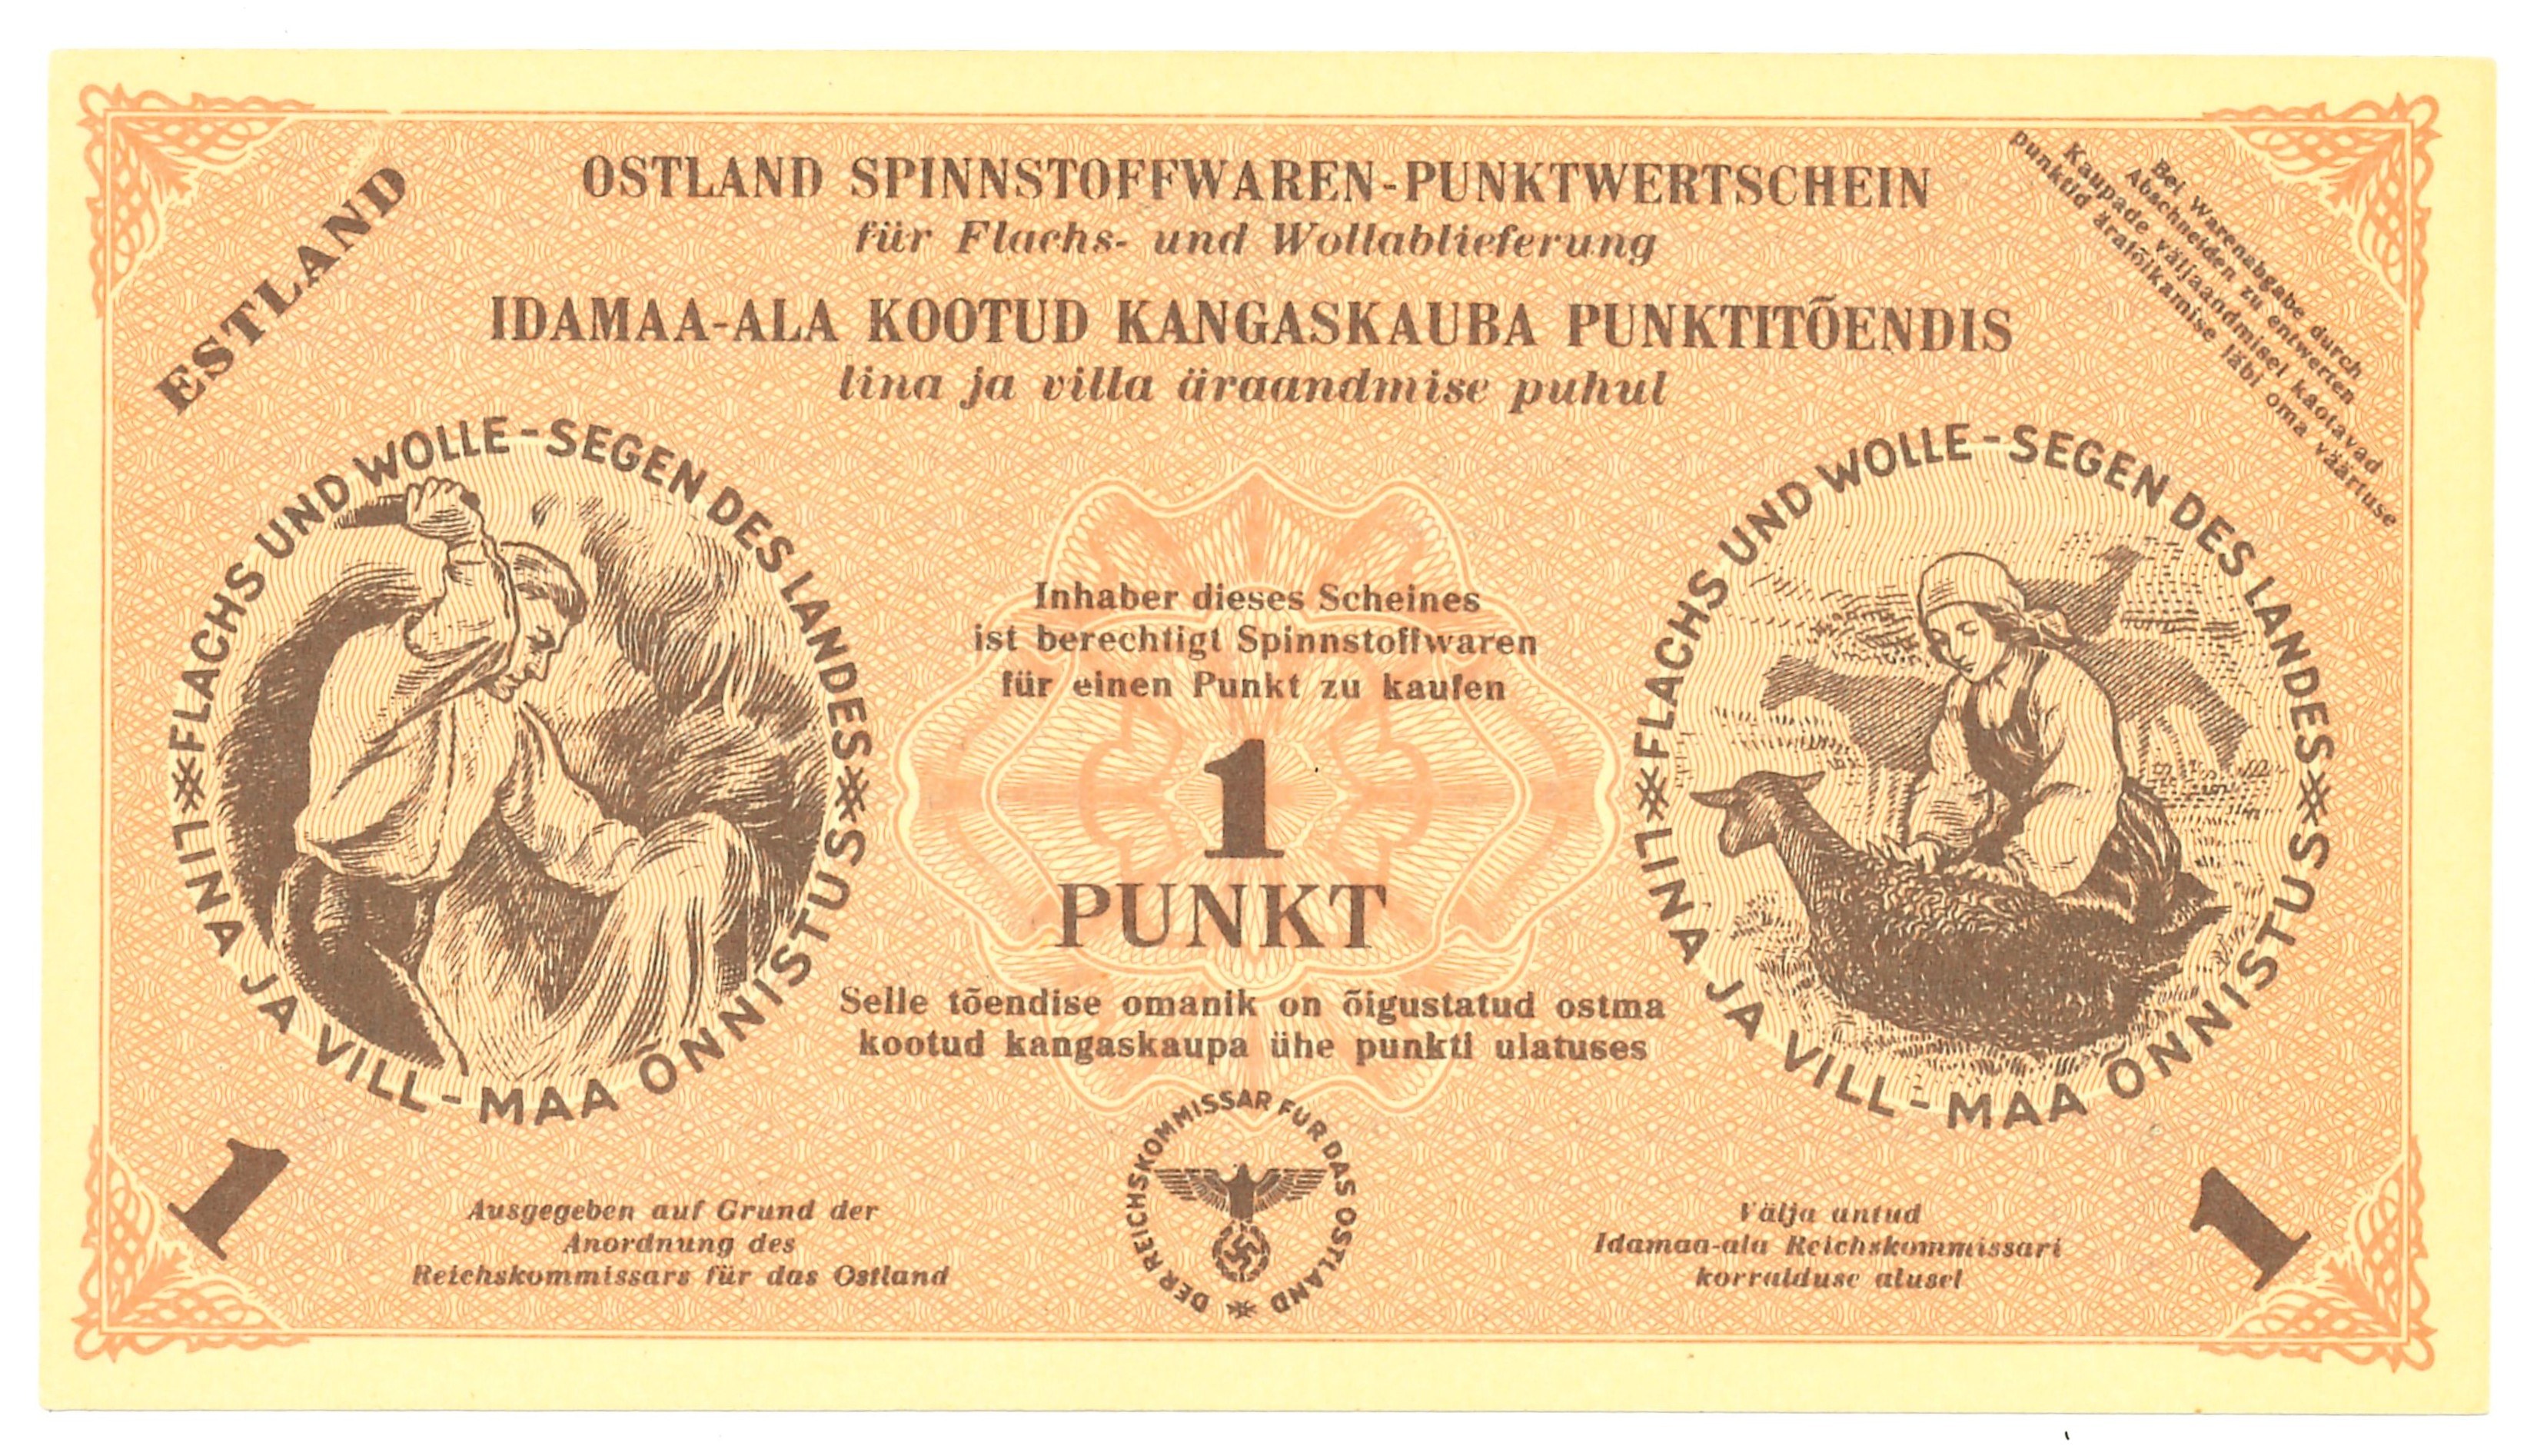 ESTLAND
OSTLAND SPINNSTOFFWAREN-PUNKTWERTSCHEIN
für Flachs- und Wollablieferung
IDAMAA-ALA KOOTUD KANGASKAUBA PUNKTITÕENDIS
lina ja villa äraandmise puhul
Bei Warenabgabe durch
Abschneiden zu entwerten
Kaupade väljaandmisel kaotavad
punktid äralõikamise läbi oma väärtuse
FLACHS UND WOLLE - SEGEN DES LANDES
LINA JA VILL - MAA ÕNNISTUS
Inhaber dieses Scheines
ist berechtigt Spinnstoffwaren
für einen Punkt zu kaufen
1
PUNKT
Selle tõendise omanik on õigustatud ostma
kootud kangaskaupa ühe punkti ulatuses
FLACHS UND WOLLE - SEGEN DES LANDES
LINA JA VILL - MAA ÕNNISTUS
1
Ausgegeben auf Grund der
Anordnung des
Reichskommissars für das Ostland
DER REICHSKOMMISSAR FÜR DAS OSTLAND
Välja antud
Idamaa-ala Reichskommissari
korralduse alusel
1